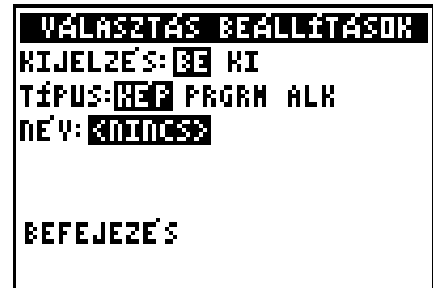 VÁLASZTÁS BEÁLLÍTÁSOK
KIJELZÉS: BE KI
TÍPUS: KÉP PRGRM ALK
NÉV: <NINCS>
BEFEJEZÉS